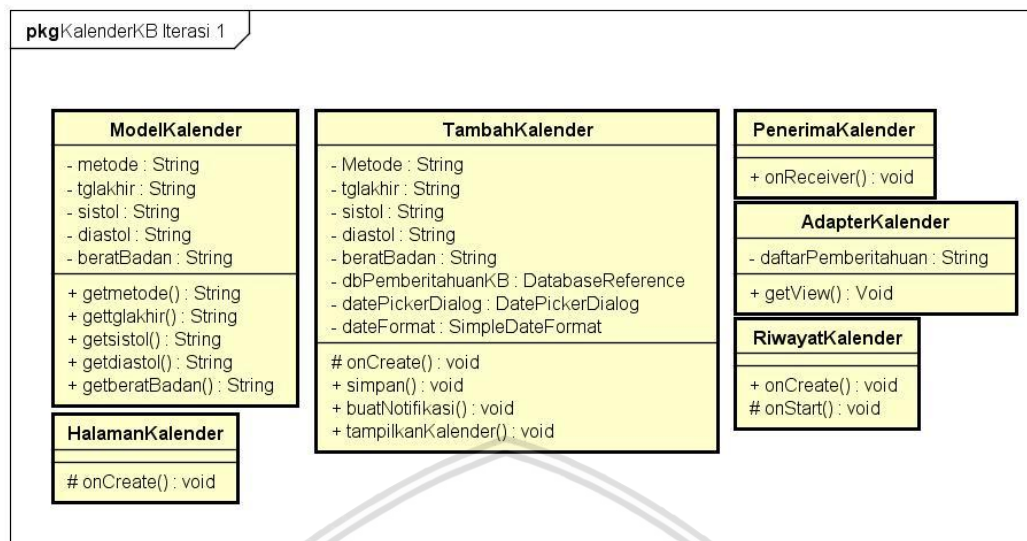 pkg KalenderKB Iterasi 1
ModelKalender
- metode : String
- tglakhir : String
- sistol : String
- diastol : String
- beratBadan : String
+ getmetode() : String
+ gettglakhir() : String
+ getsistol() : String
+ getdiastol() : String
+ getberatBadan() : String
HalamanKalender
# onCreate() : void
TambahKalender
- Metode : String
- tglakhir : String
- sistol : String
- diastol : String
- beratBadan : String
- dbPemberitahuanKB : DatabaseReference
- datePickerDialog : DatePickerDialog
- dateFormat : SimpleDateFormat
# onCreate() : void
+ simpan() : void
+ buatNotifikasi() : void
+ tampilkanKalender() : void
PenerimaKalender
+ onReceiver() : void
AdapterKalender
- daftarPemberitahuan : String
+ getView() : Void
RiwayatKalender
+ onCreate() : void
# onStart() : void